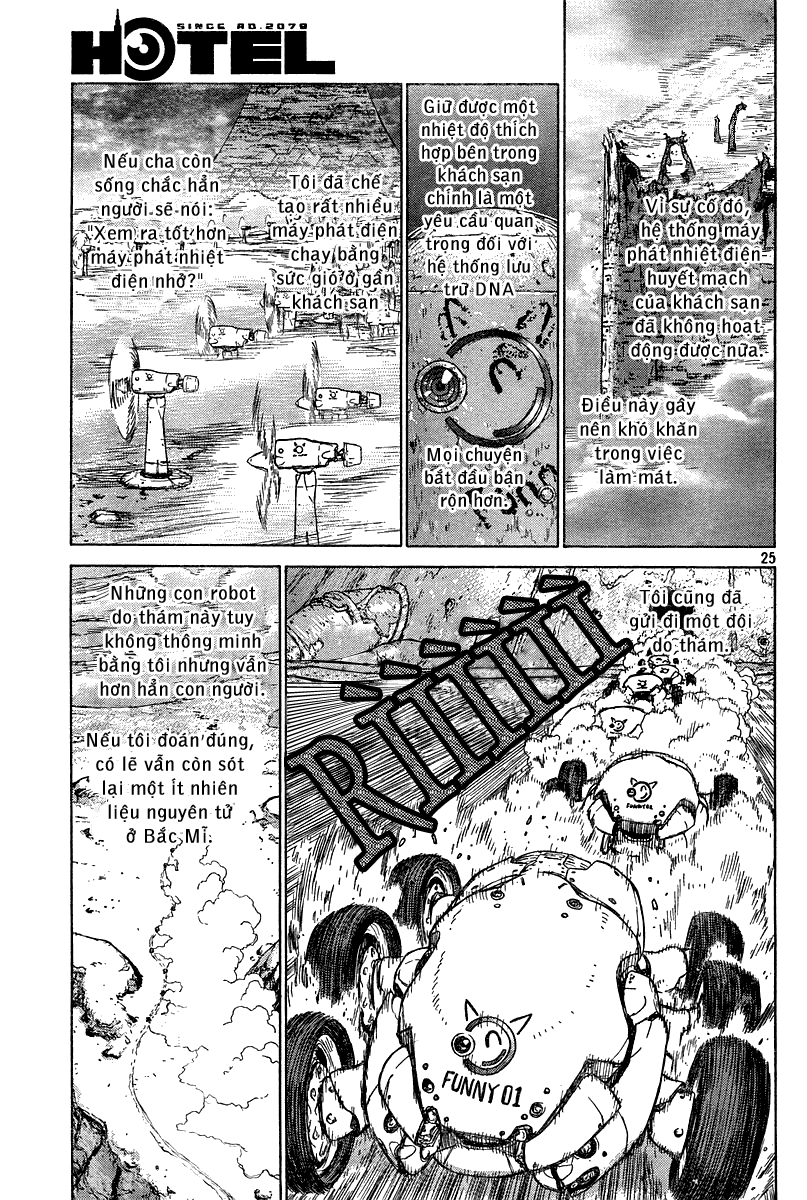 SINCE AD. 2079
HOTEL
Vì sự cố đó,
hệ thống máy
phát nhiệt điện-
huyết mạch
của khách sạn
đã không hoạt
động được nữa.
Điều này gây
nên khó khăn
trong việc
làm mát.
Giữ được một
nhiệt độ thích
hợp bên trong
khách sạn
chính là một
yêu cầu quan
trọng đối với
hệ thống lưu
trữ DNA
Mọi chuyện
bắt đầu bận
rộn hơn.
Tôi đã chế
tạo rất nhiều
máy phát điện
chạy bằng
sức gió ở gần
khách sạn
Nếu cha còn
sống chắc hẳn
người sẽ nói:
"Xem ra tốt hơn
máy phát nhiệt
điện nhở?"
25
Tôi cũng đã
gửi đi một đội
do thám.
RÌÌÌÌÌÌÌ
FUNNY 01
Những con robot
do thám này tuy
không thông minh
bằng tôi nhưng vẫn
hơn hẳn con người.
Nếu tôi đoán đúng,
có lẽ vẫn còn sót
lại một ít nhiên
liệu nguyên tử
ở Bắc Mĩ.